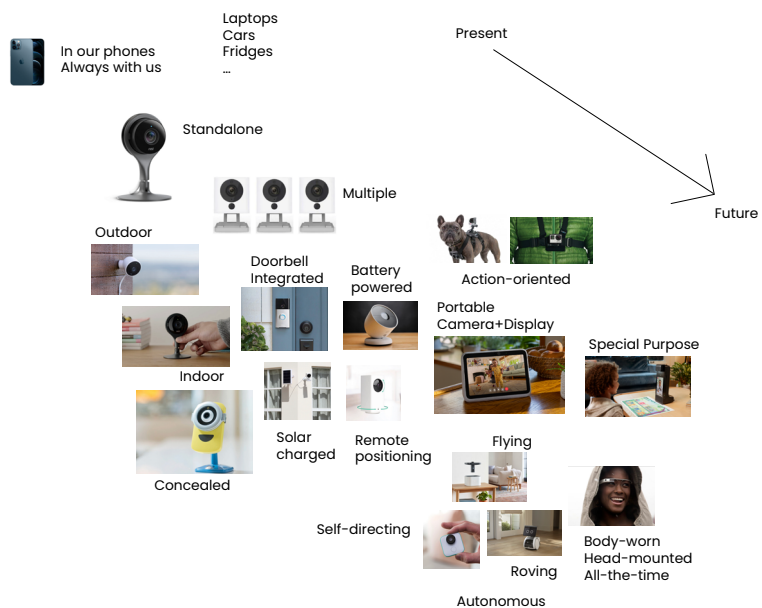 Laptops
Cars
Fridges
...
In our phones
Always with us
Present
Future
Standalone
Multiple
Outdoor
Doorbell
Integrated
Battery
powered
Action-oriented
Portable
Camera+Display
Special Purpose
Indoor
Solar
charged
Remote
positioning
Flying
Concealed
Self-directing
Body-worn
Head-mounted
All-the-time
Roving
Autonomous